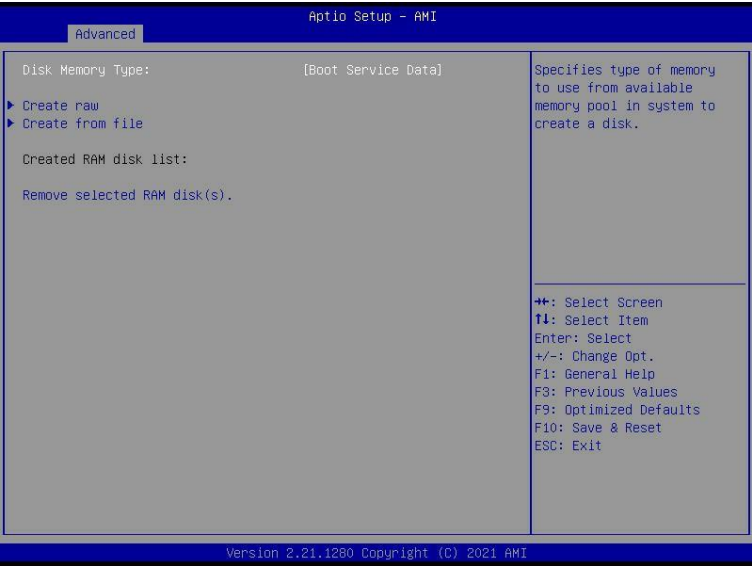 Aptio Setup - AMI
Advanced
Disk Memory Type: [Boot Service Data]
Create raw
Create from file
Created RAM disk list:
Remove selected RAM disk(s).
Specifies type of memory
to use from available
memory pool in system to
create a disk.
→←: Select Screen
↑↓: Select Item
Enter: Select
+/-: Change Opt.
F1: General Help
F3: Previous Values
F9: Optimized Defaults
F10: Save & Reset
ESC: Exit
Version 2.21.1280 Copyright (C) 2021 AMI